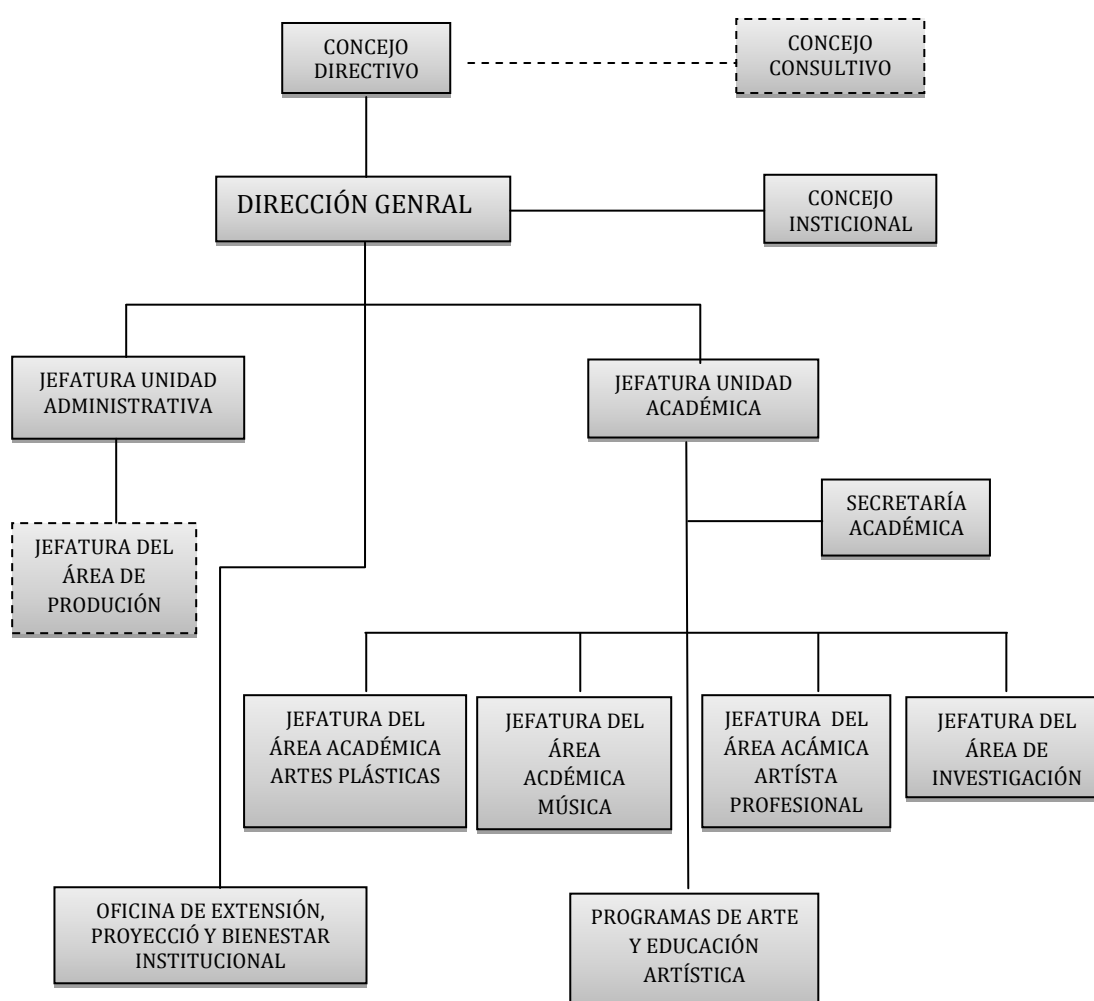 CONCEJO
DIRECTIVO
CONCEJO
CONSULTIVO
DIRECCIÓN GENRAL
CONCEJO
INSTICIONAL
JEFATURA UNIDAD
ADMINISTRATIVA
JEFATURA UNIDAD
ACADÉMICA
SECRETARÍA
ACADÉMICA
JEFATURA DEL
ÁREA DE
PRODUCIÓN
JEFATURA DEL
ÁREA ACADÉMICA
ARTES PLÁSTICAS
JEFATURA DEL
ÁREA
ACDÉMICA
MÚSICA
JEFATURA DEL
ÁREA ACÁMICA
ARTÍSTA
PROFESIONAL
JEFATURA DEL
ÁREA DE
INVESTIGACIÓN
OFICINA DE EXTENSIÓN,
PROYECCIÓ Y BIENESTAR
INSTITUCIONAL
PROGRAMAS DE ARTE
Y EDUCACIÓN
ARTÍSTICA